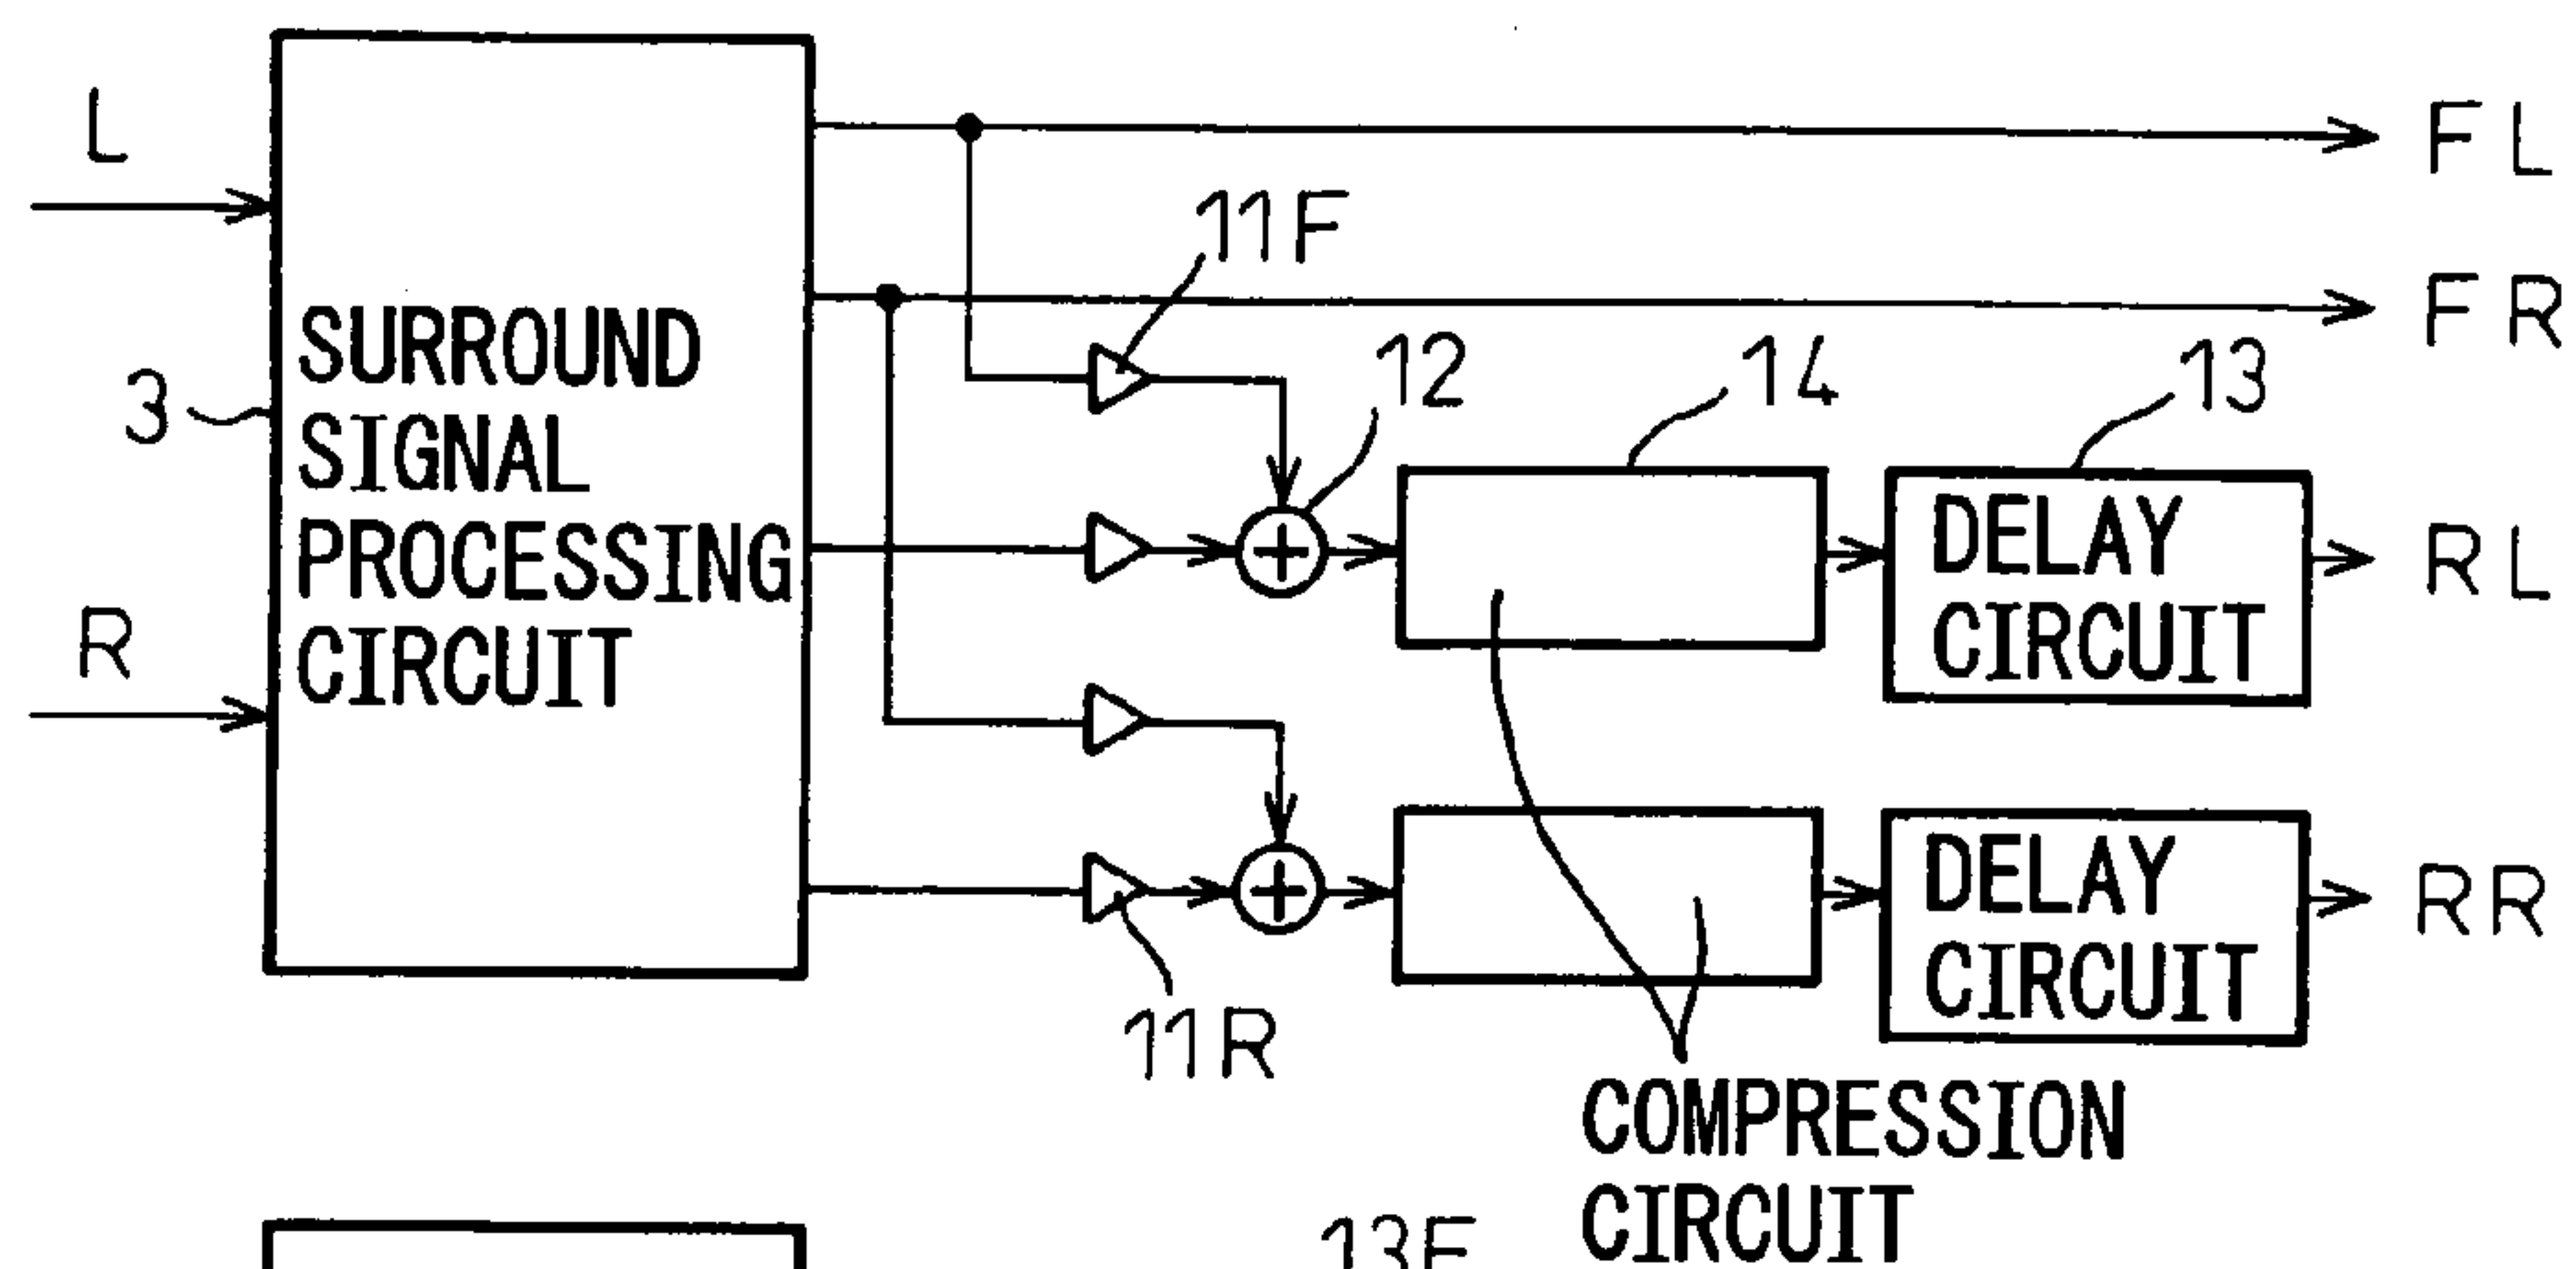 L
FL
11F
FR
SURROUND
SIGNAL
PROCESSING
CIRCUIT
3
12
14
13
DELAY
CIRCUIT
RL
R
DELAY
CIRCUIT
RR
11R
COMPRESSION
CIRCUIT
13F